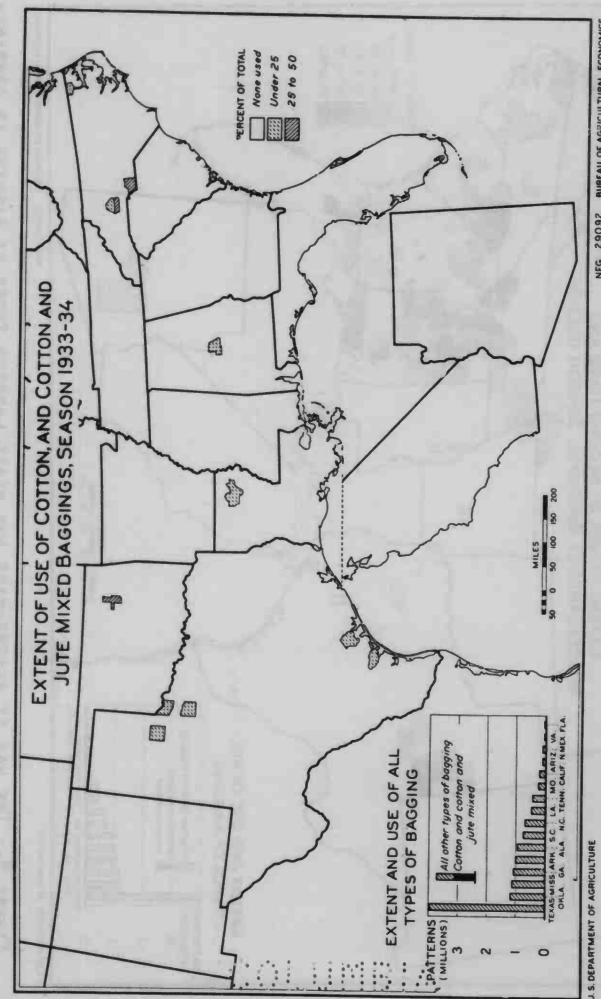 EXTENT OF USE OF COTTON, AND COTTON AND
JUTE MIXED BAGGINGS, SEASON 1933-34
PERCENT OF TOTAL
None used
Under 25
25 to 50
EXTENT AND USE OF ALL
TYPES OF BAGGING
PATTERNS
(MILLIONS)
All other types of bagging
Cotton and cotton and
jute mixed
3
2
1
0
TEXAS MISS. ARK. S.C. LA. MO. ARIZ. VA.
OKLA. GA. ALA. N.C. TENN. CALIF. N MEX. FLA.
MILES
50 0 50 100 150 200
U.S. DEPARTMENT OF AGRICULTURE
NEG. 29092 BUREAU OF AGRICULTURAL ECONOMICS